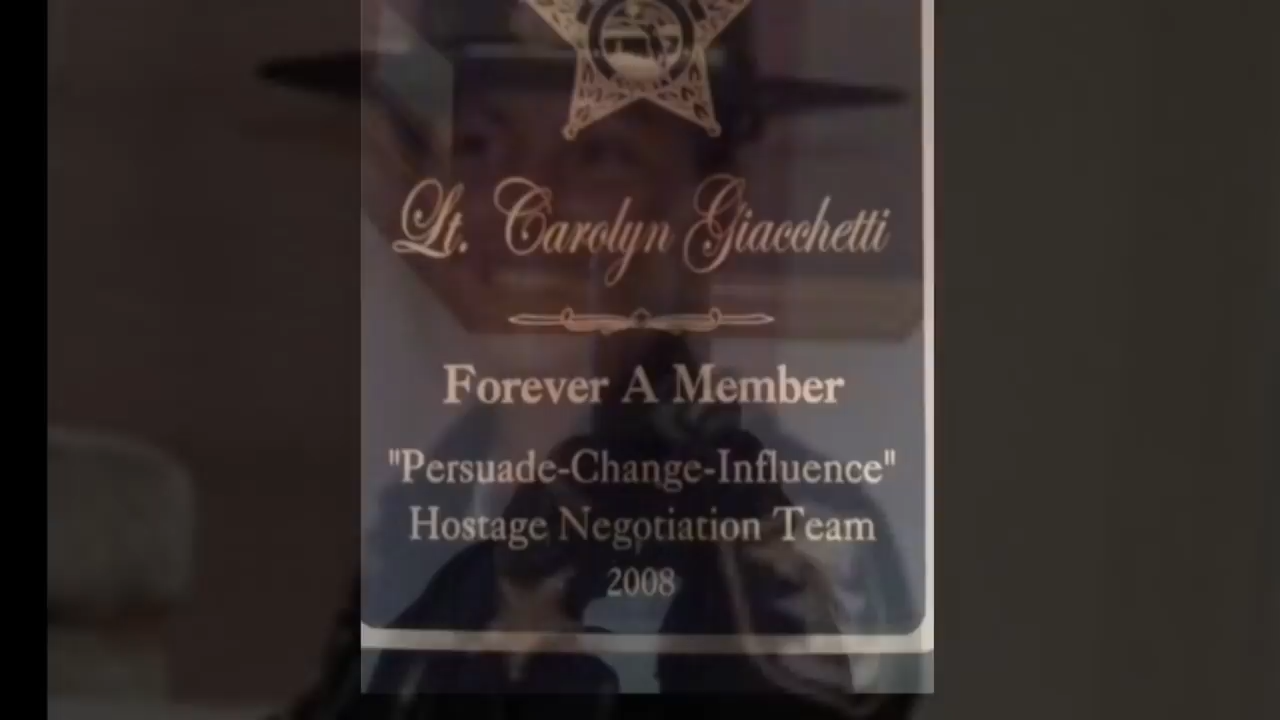 Lt. Carolyn Giacchetti
Forever A Member
"Persuade-Change-Influence"
Hostage Negotiation Team
2008